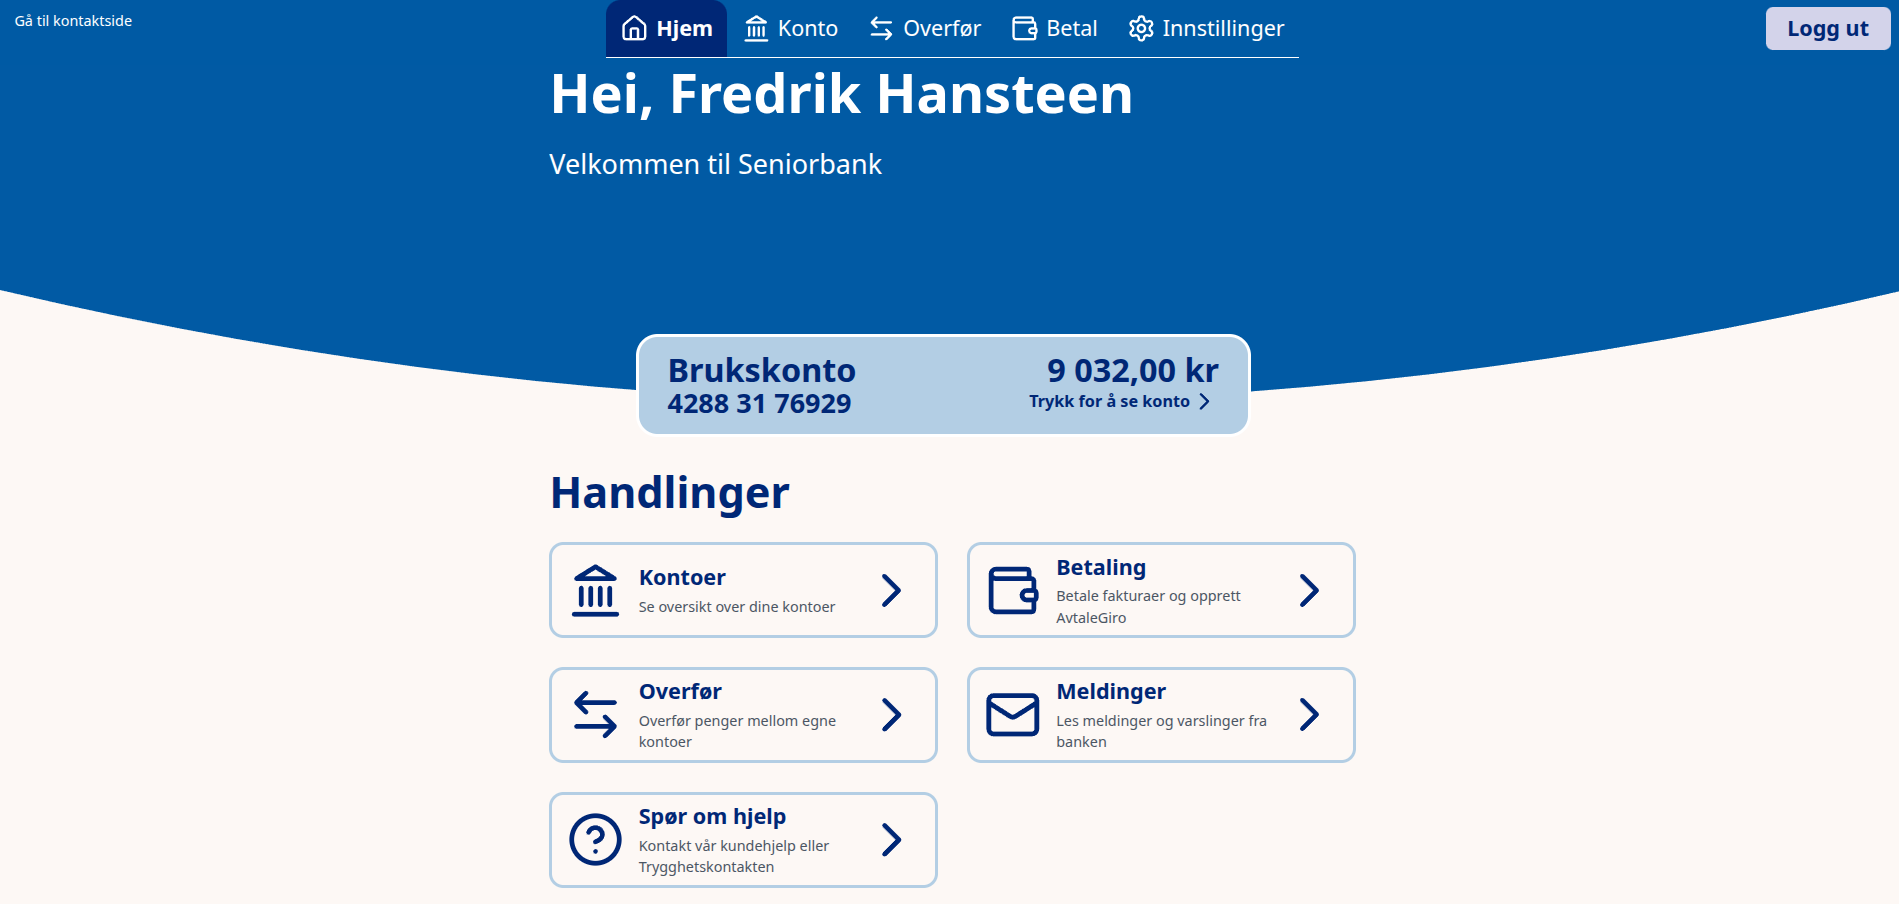 Gå til kontaktside
Hjem
Konto
Overfør
Betal
Innstillinger
Logg ut
Hei, Fredrik Hansteen
Velkommen til Seniorbank
Brukskonto
9 032,00 kr
4288 31 76929
Trykk for å se konto
Handlinger
Kontoer
Se oversikt over dine kontoer
Betaling
Betale fakturaer og opprett
AvtaleGiro
Overfør
Overfør penger mellom egne
kontoer
Meldinger
Les meldinger og varslinger fra
banken
Spør om hjelp
Kontakt vår kundehjelp eller
Trygghetskontakten